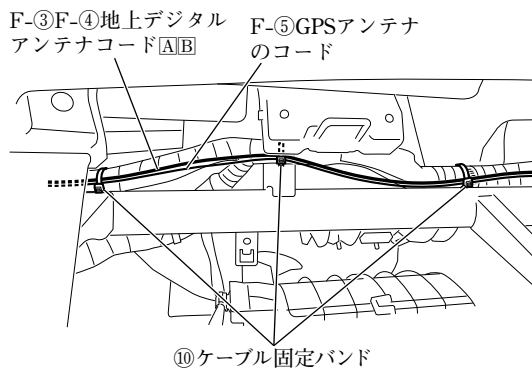 F-③F-④地上デジタル
アンテナコードⒶⒷ
F-⑤GPSアンテナ
のコード
⑩ケーブル固定バンド